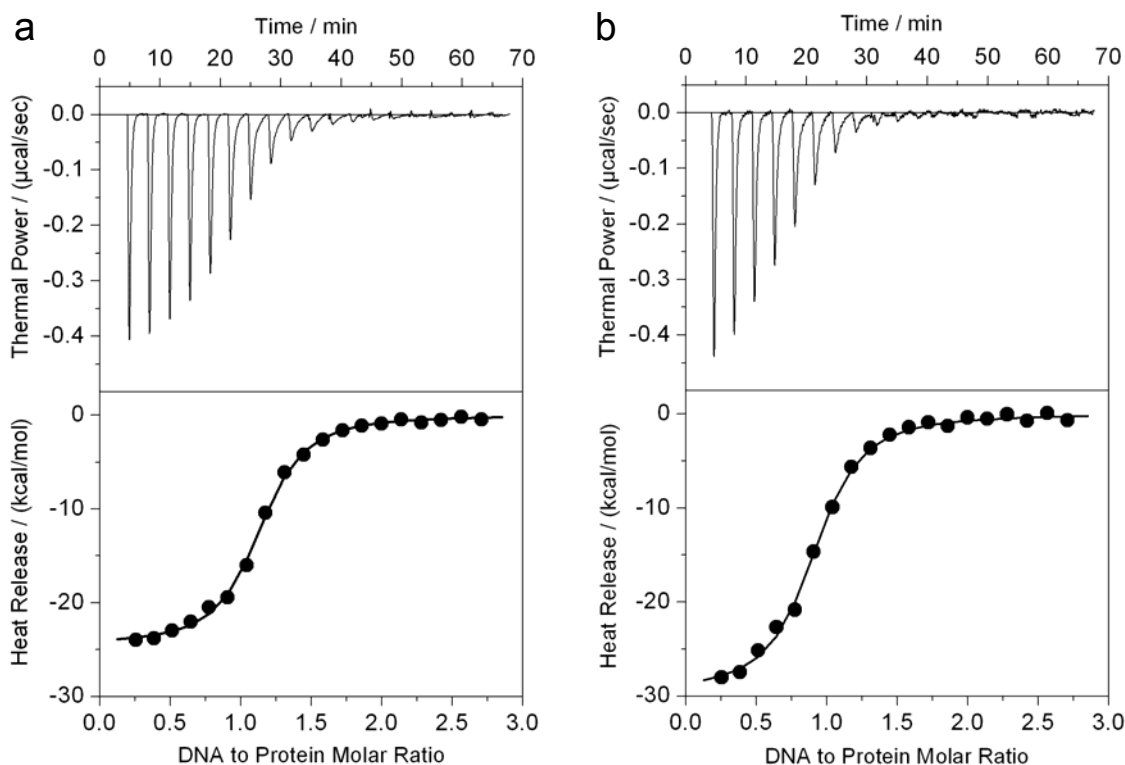 a
Time / min
0 10 20 30 40 50 60 70
0.0
-0.1
-0.2
-0.3
-0.4
Thermal Power / (μcal/sec)
0
-10
-20
-30
Heat Release / (kcal/mol)
0.0 0.5 1.0 1.5 2.0 2.5 3.0
DNA to Protein Molar Ratio
b
Time / min
0 10 20 30 40 50 60 70
0.0
-0.1
-0.2
-0.3
-0.4
Thermal Power / (μcal/sec)
0
-10
-20
-30
Heat Release / (kcal/mol)
0.0 0.5 1.0 1.5 2.0 2.5 3.0
DNA to Protein Molar Ratio